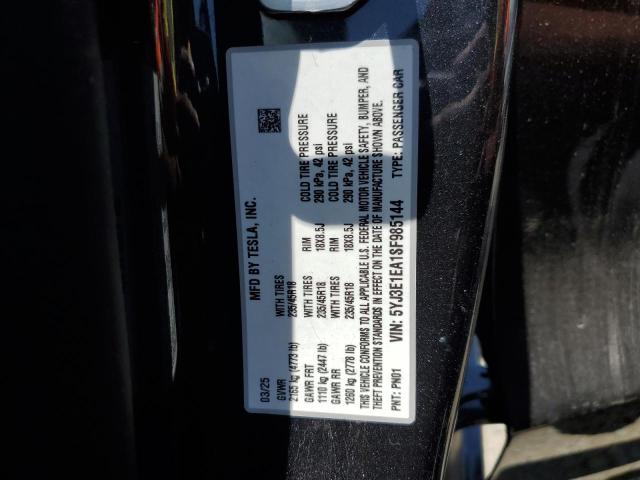 MFD BY TESLA, INC.
03/25
GVWR WITH TIRES RIM COLD TIRE PRESSURE
2165 kg (4773 lb) 235/45R18 18X8.5J 290 kPa, 42 psi
GAWR FRT WITH TIRES RIM COLD TIRE PRESSURE
1110 kg (2447 lb) 235/45R18 18X8.5J 290 kPa, 42 psi
GAWR RR
1260 kg (2778 lb)
THIS VEHICLE CONFORMS TO ALL U.S. FEDERAL MOTOR VEHICLE SAFETY, BUMPER, AND
THEFT PREVENTION STANDARDS IN EFFECT ON THE DATE OF MANUFACTURE SHOWN ABOVE.
VIN: 5YJ3E1EA1SF985144
PNT: PN01 TYPE: PASSENGER CAR